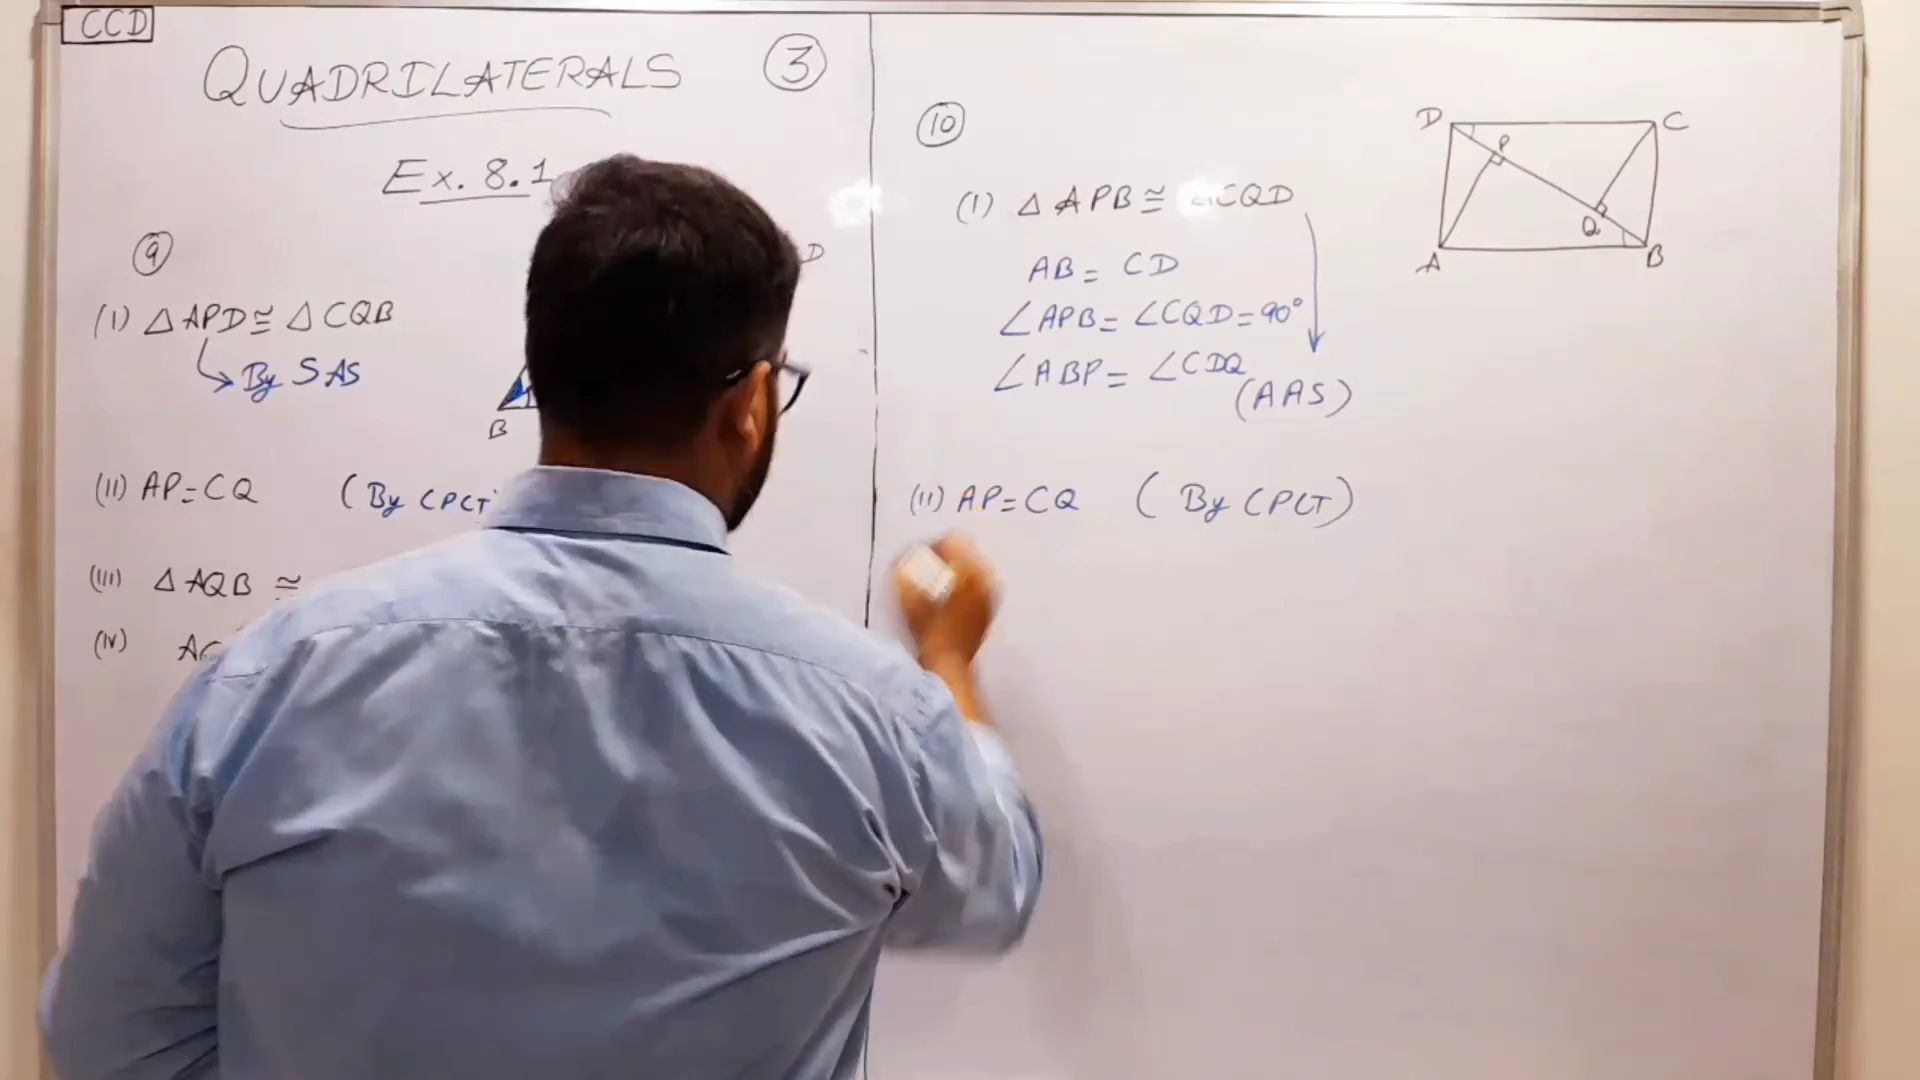 CCD
QUADRILATERALS
3
Ex. 8.1
9
(I) △ APD ≅ △ CQB
By SAS
D
B
(II) AP = CQ (By CPCT
(III) △ AQB ≅
(IV)
10
(I) △ APB ≅ CQD
AB = CD
∠APB = ∠CQD = 90°
∠ABP = ∠CDQ
(AAS)
(II) AP = CQ (By CPCT)
D C
P
Q
A B